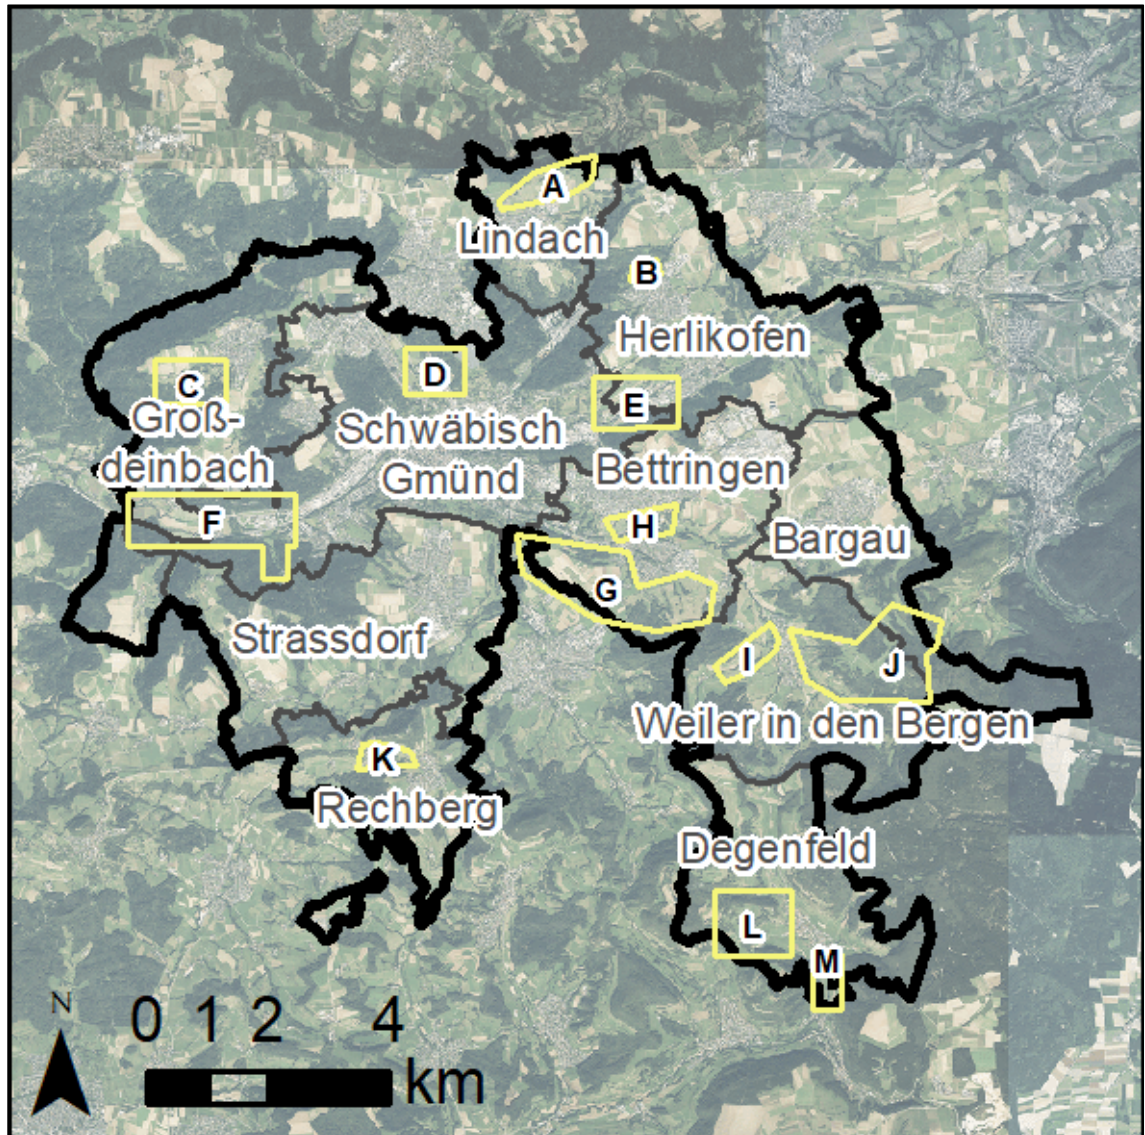 A
Lindach
B
Herlikofen
C
D
E
Groß-
deinbach
Schwäbisch
Gmünd
Bettringen
F
H
Bargau
G
Strassdorf
I
J
Weiler in den Bergen
K
Rechberg
Degenfeld
L
M
N
0 1 2 4
km